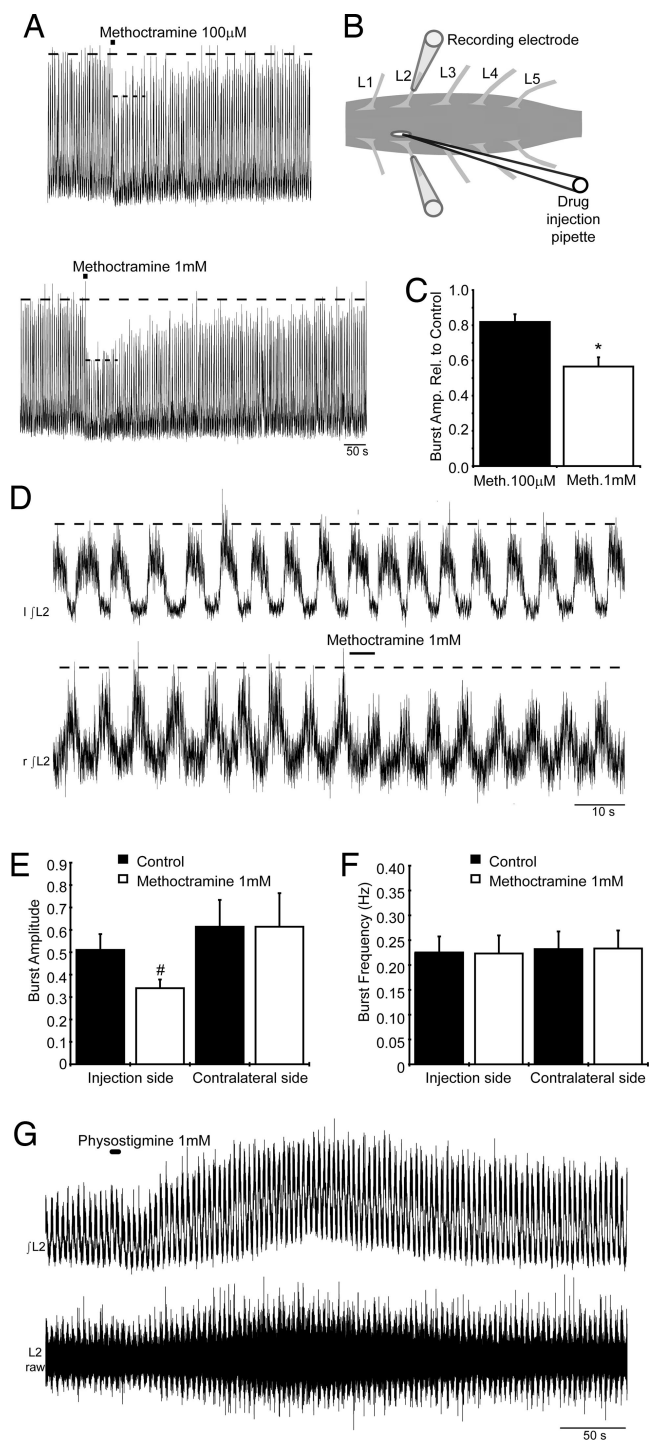 A
Methoctramine 100μM
Methoctramine 1mM
50 s
B
Recording electrode
L1 L2 L3 L4 L5
Drug
injection
pipette
C
Burst Amp. Rel. to Control
1.0
0.8
0.6
0.4
0.2
0.0
*
Meth.100μM Meth.1mM
D
l ∫L2
Methoctramine 1mM
r ∫L2
10 s
E
Control
Methoctramine 1mM
Burst Amplitude
0.9
0.8
0.7
0.6
0.5
0.4
0.3
0.2
0.1
0
#
Injection side Contralateral side
F
Control
Methoctramine 1mM
Burst Frequency (Hz)
0.40
0.35
0.30
0.25
0.20
0.15
0.10
0.05
0.00
Injection side Contralateral side
G
Physostigmine 1mM
∫L2
L2
raw
50 s